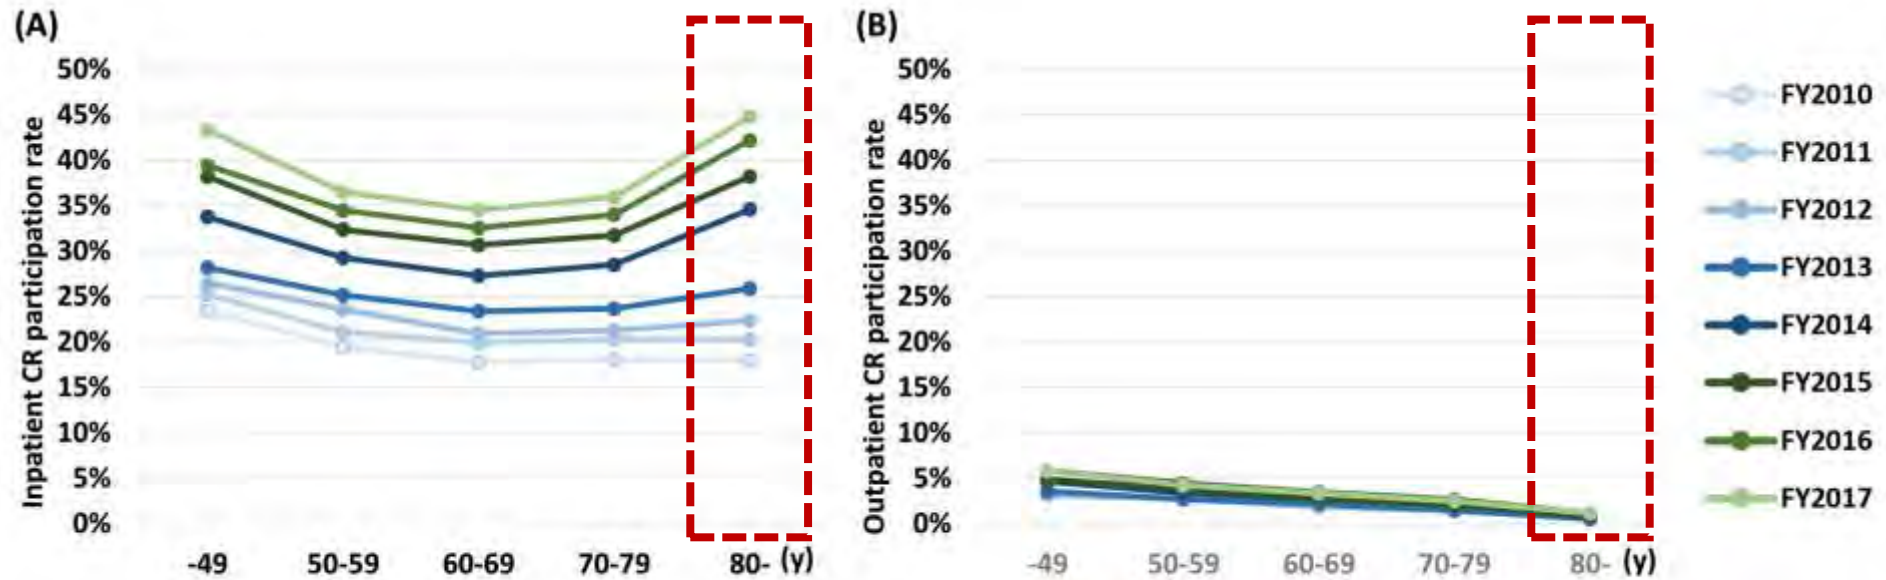 (A)
Inpatient CR participation rate
50%
45%
40%
35%
30%
25%
20%
15%
10%
5%
0%
-49 50-59 60-69 70-79 80- (y)
(B)
Outpatient CR participation rate
50%
45%
40%
35%
30%
25%
20%
15%
10%
5%
0%
-49 50-59 60-69 70-79 80- (y)
FY2010
FY2011
FY2012
FY2013
FY2014
FY2015
FY2016
FY2017